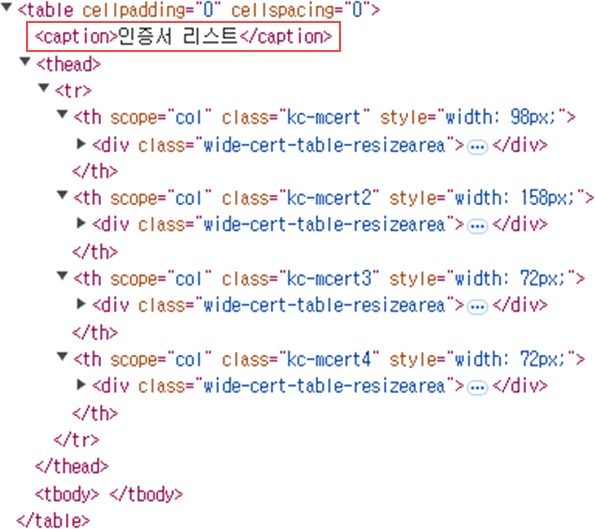 ▼<table cellpadding="0" cellspacing="0">
<caption>인증서 리스트</caption>
▼<thead>
▼<tr>
▼<th scope="col" class="kc-mcert" style="width: 98px;">
▶<div class="wide-cert-table-resizearea">⋯</div>
</th>
▼<th scope="col" class="kc-mcert2" style="width: 158px;">
▶<div class="wide-cert-table-resizearea">⋯</div>
</th>
▼<th scope="col" class="kc-mcert3" style="width: 72px;">
▶<div class="wide-cert-table-resizearea">⋯</div>
</th>
▼<th scope="col" class="kc-mcert4" style="width: 72px;">
▶<div class="wide-cert-table-resizearea">⋯</div>
</th>
</tr>
</thead>
<tbody> </tbody>
</table>